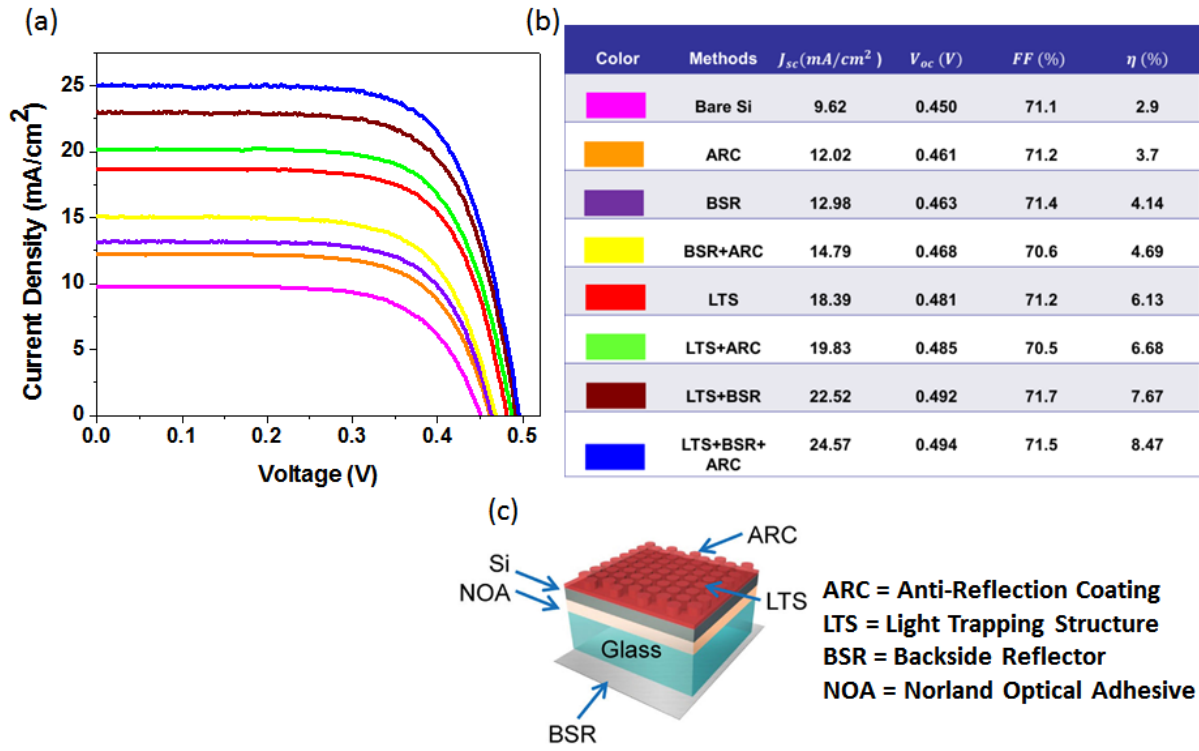 (a)
Current Density (mA/cm²)
25
20
15
10
5
0
0.0 0.1 0.2 0.3 0.4 0.5
Voltage (V)
(b)
Color Methods J_sc(mA/cm²) V_oc (V) FF (%) η (%)
Bare Si 9.62 0.450 71.1 2.9
ARC 12.02 0.461 71.2 3.7
BSR 12.98 0.463 71.4 4.14
BSR+ARC 14.79 0.468 70.6 4.69
LTS 18.39 0.481 71.2 6.13
LTS+ARC 19.83 0.485 70.5 6.68
LTS+BSR 22.52 0.492 71.7 7.67
LTS+BSR+ 24.57 0.494 71.5 8.47
ARC
(c)
ARC
Si
NOA
LTS
Glass
BSR
ARC = Anti-Reflection Coating
LTS = Light Trapping Structure
BSR = Backside Reflector
NOA = Norland Optical Adhesive